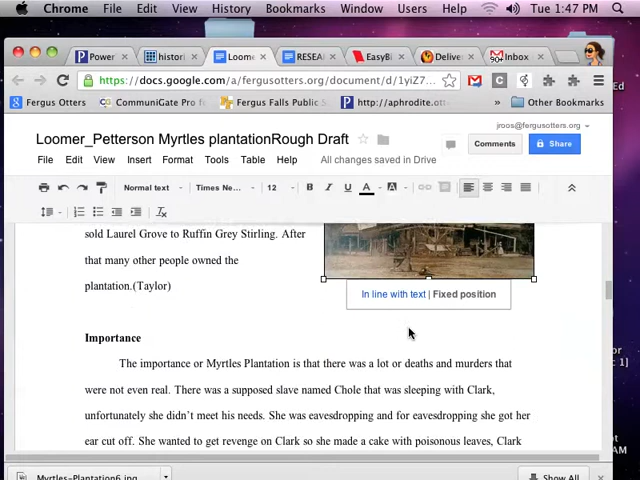 Chrome File Edit View History Bookmarks Window Users Help Tue 1:47 PM
Power histori Loome RESEA EasyBi Delive 90+ Inbox
https://docs.google.com/a/fergusotters.org/document/d/1yiZ7...
Fergus Otters CommuniGate Pro Fergus Falls Public S http://aphrodite.ott » Other Bookmarks
Ed
jroos@fergusotters.org
Loomer_Petterson Myrtles plantationRough Draft
Comments Share
File Edit View Insert Format Tools Table Help All changes saved in Drive
Normal text Times Ne... 12 B I U A A
sold Laurel Grove to Ruffin Grey Stirling. After
that many other people owned the
plantation.(Taylor)
In line with text | Fixed position
Importance
The importance or Myrtles Plantation is that there was a lot or deaths and murders that
were not even real. There was a supposed slave named Chole that was sleeping with Clark,
unfortunately she didn't meet his needs. She was eavesdropping and for eavesdropping she got her
ear cut off. She wanted to get revenge on Clark so she made a cake with poisonous leaves, Clark
or
c 1]
ot
AM
Myrtles-Plantation6.jpg Show All